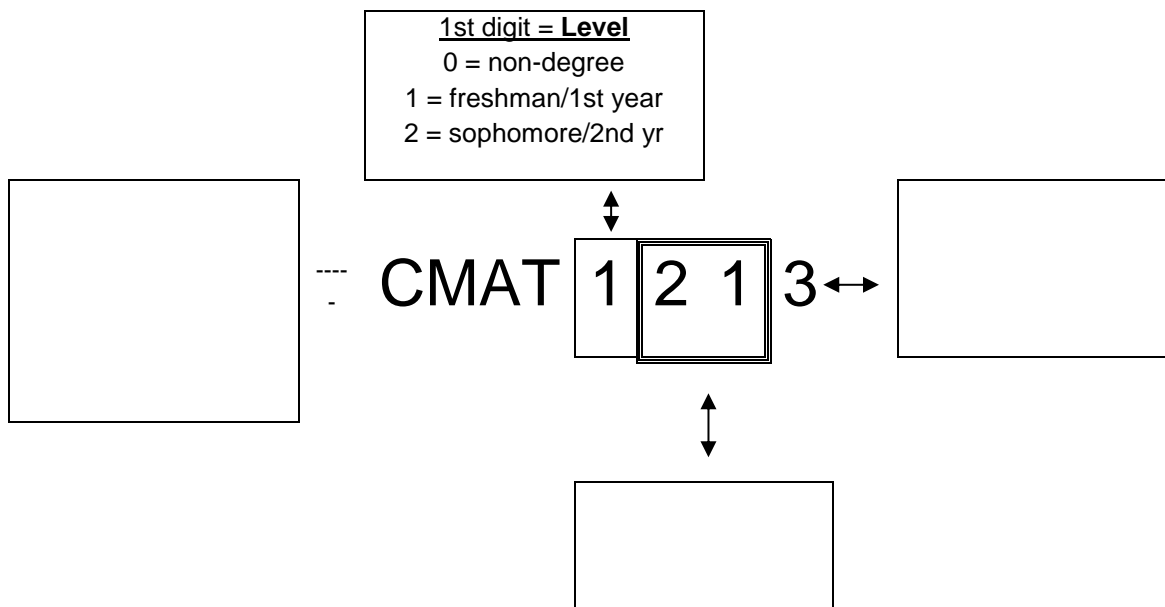 1st digit = Level
0 = non-degree
1 = freshman/1st year
2 = sophomore/2nd yr
---- CMAT 1 2 1 3
-